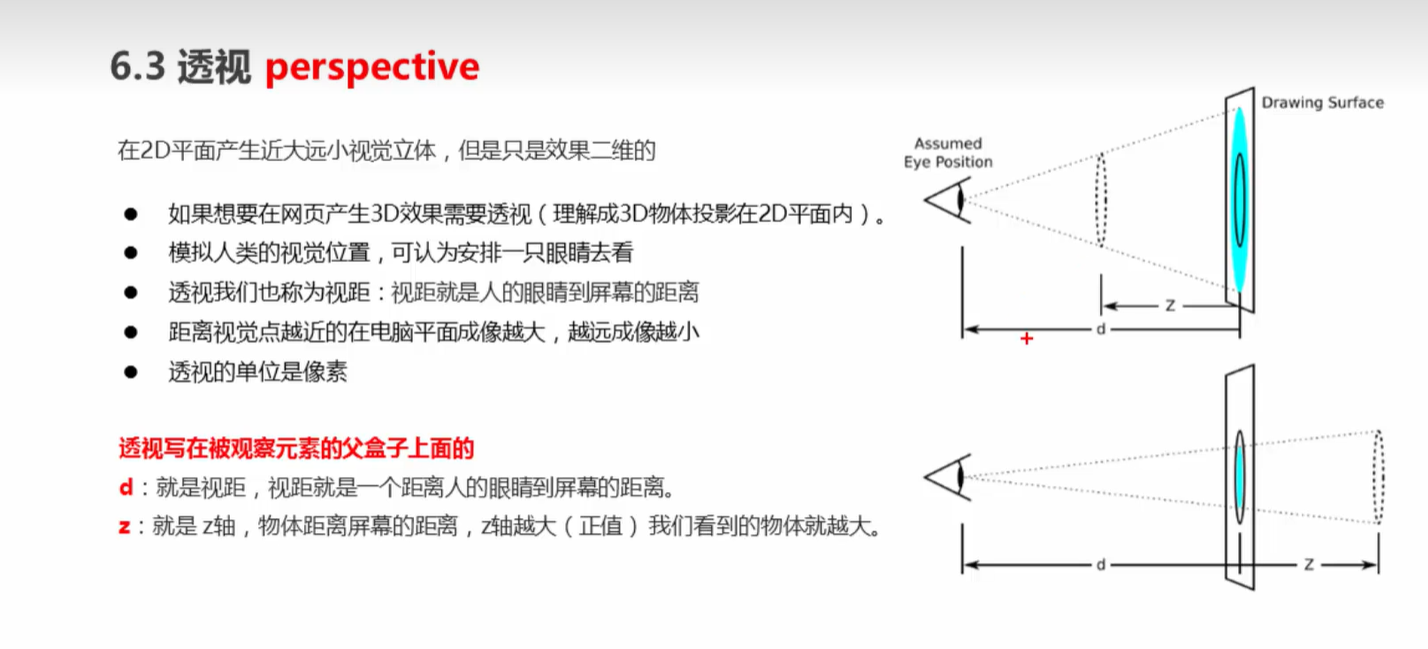 6.3 透视 perspective
在2D平面产生近大远小视觉立体，但是只是效果二维的
● 如果想要在网页产生3D效果需要透视（理解成3D物体投影在2D平面内）。
● 模拟人类的视觉位置，可认为安排一只眼睛去看
● 透视我们也称为视距：视距就是人的眼睛到屏幕的距离
● 距离视觉点越近的在电脑平面成像越大，越远成像越小
● 透视的单位是像素
透视写在被观察元素的父盒子上面的
d：就是视距，视距就是一个距离人的眼睛到屏幕的距离。
z：就是 z轴，物体距离屏幕的距离，z轴越大（正值） 我们看到的物体就越大。
Drawing Surface
Assumed
Eye Position
Z
d
d
Z